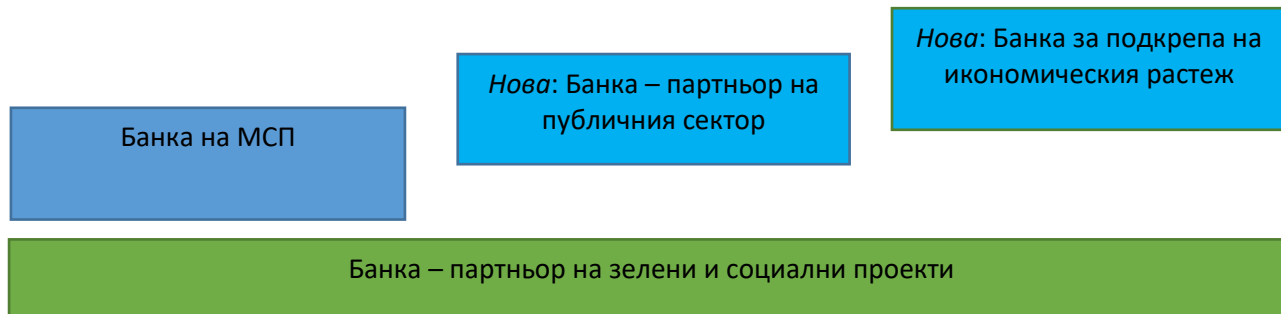 Банка на МСП
Нова: Банка – партньор на
публичния сектор
Нова: Банка за подкрепа на
икономическия растеж
Банка – партньор на зелени и социални проекти